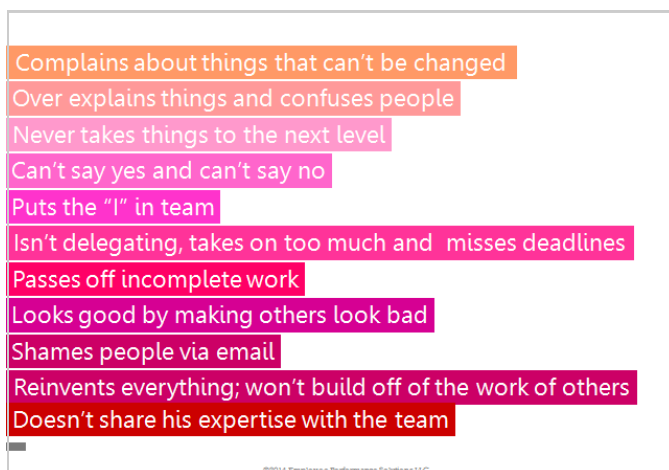 Complains about things that can't be changed
Over explains things and confuses people
Never takes things to the next level
Can't say yes and can't say no
Puts the "I" in team
Isn't delegating, takes on too much and  misses deadlines
Passes off incomplete work
Looks good by making others look bad
Shames people via email
Reinvents everything; won't build off of the work of others
Doesn't share his expertise with the team